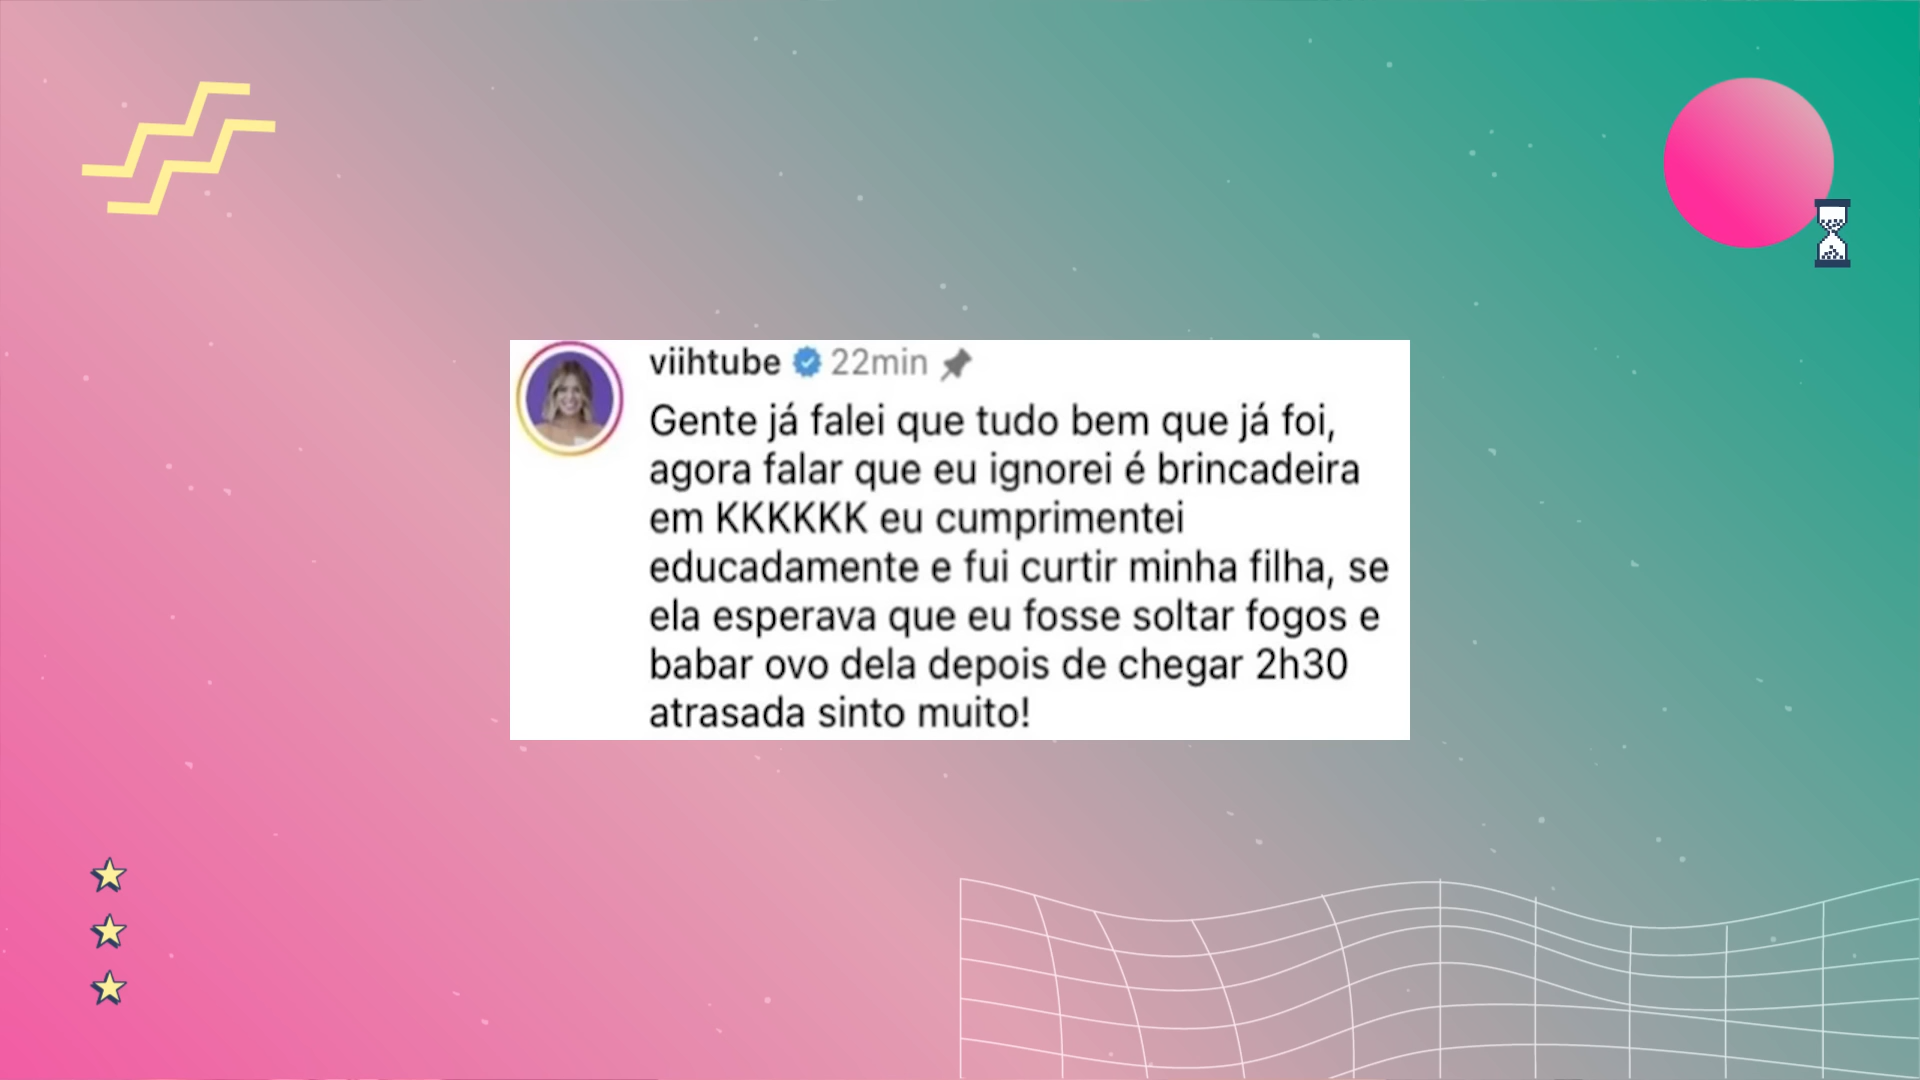 viihtube 22min
Gente já falei que tudo bem que já foi,
agora falar que eu ignorei é brincadeira
em KKKKKK eu cumprimentei
educadamente e fui curtir minha filha, se
ela esperava que eu fosse soltar fogos e
babar ovo dela depois de chegar 2h30
atrasada sinto muito!